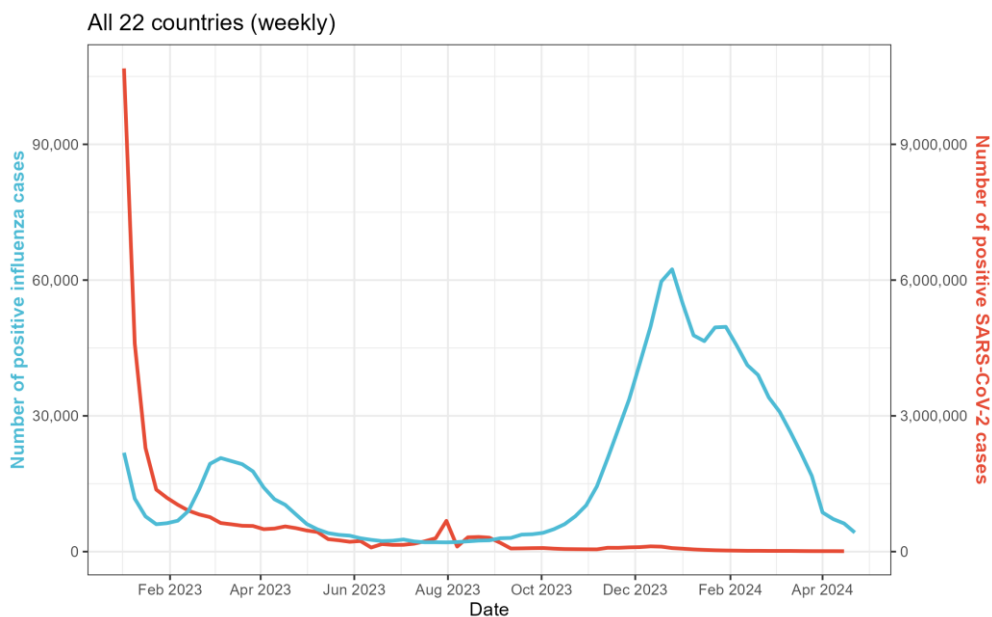 All 22 countries (weekly)
Number of positive influenza cases
90,000
60,000
30,000
0
9,000,000
6,000,000
3,000,000
0
Number of positive SARS-CoV-2 cases
Feb 2023 Apr 2023 Jun 2023 Aug 2023 Oct 2023 Dec 2023 Feb 2024 Apr 2024
Date